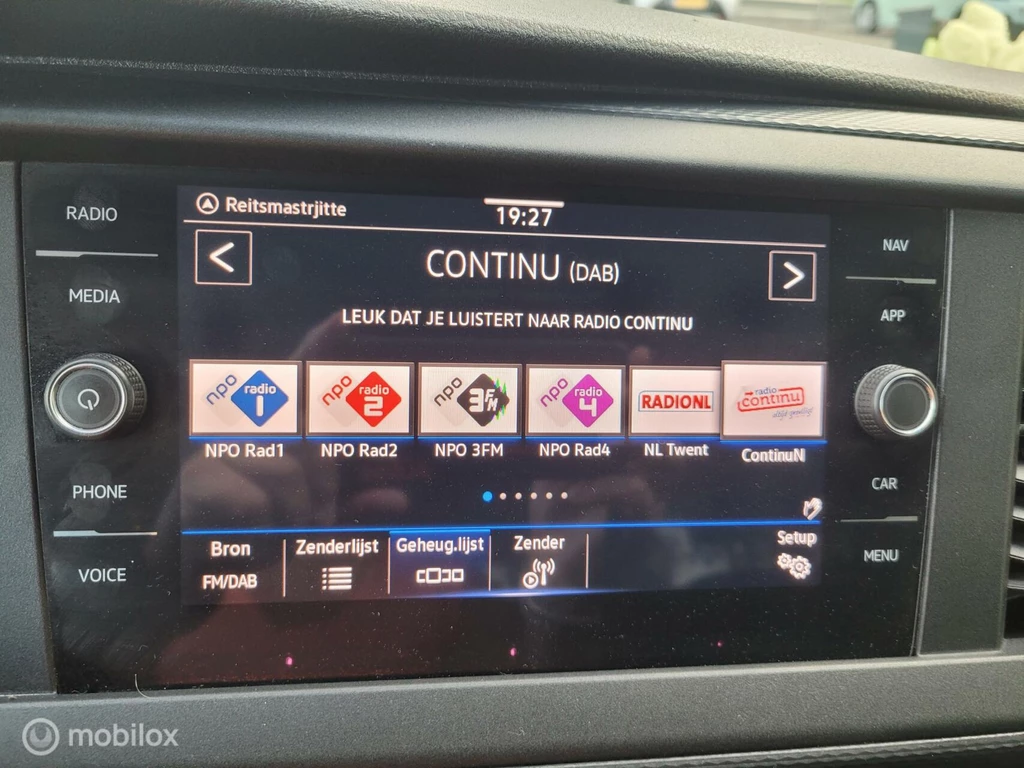 Reitsmastrjitte
19:27
RADIO
NAV
<
CONTINU (DAB)
>
MEDIA
APP
LEUK DAT JE LUISTERT NAAR RADIO CONTINU
npo radio 1
npo radio 2
npo 3FM
npo radio 4
RADIONL
radio continu
NPO Rad1
NPO Rad2
NPO 3FM
NPO Rad4
NL Twent
ContinuN
PHONE
CAR
VOICE
MENU
Bron
Zenderlijst
Geheug.lijst
Zender
Setup
FM/DAB
mobilox